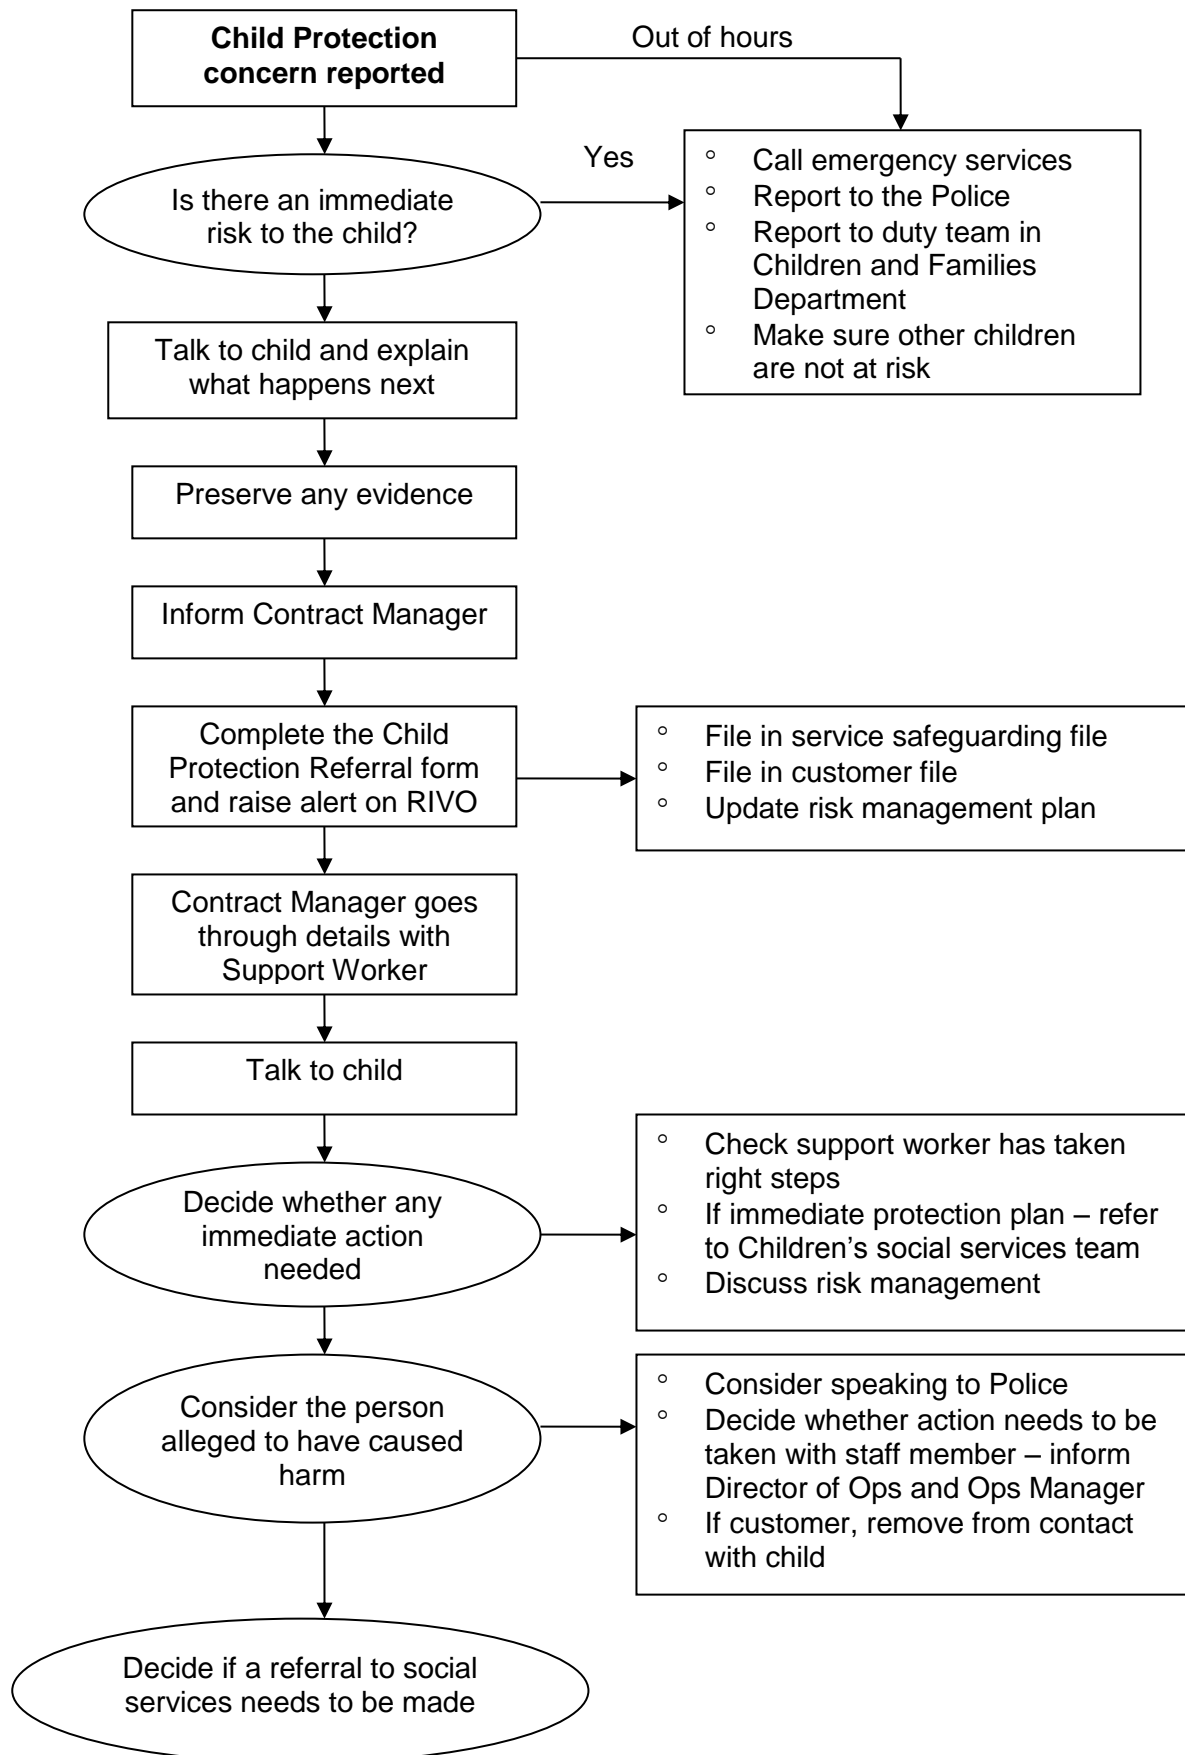 Child Protection
concern reported
Out of hours
Yes
° Call emergency services
° Report to the Police
° Report to duty team in
Children and Families
Department
° Make sure other children
are not at risk
Is there an immediate
risk to the child?
Talk to child and explain
what happens next
Preserve any evidence
Inform Contract Manager
Complete the Child
Protection Referral form
and raise alert on RIVO
° File in service safeguarding file
° File in customer file
° Update risk management plan
Contract Manager goes
through details with
Support Worker
Talk to child
Decide whether any
immediate action
needed
° Check support worker has taken
right steps
° If immediate protection plan – refer
to Children’s social services team
° Discuss risk management
Consider the person
alleged to have caused
harm
° Consider speaking to Police
° Decide whether action needs to be
taken with staff member – inform
Director of Ops and Ops Manager
° If customer, remove from contact
with child
Decide if a referral to social
services needs to be made